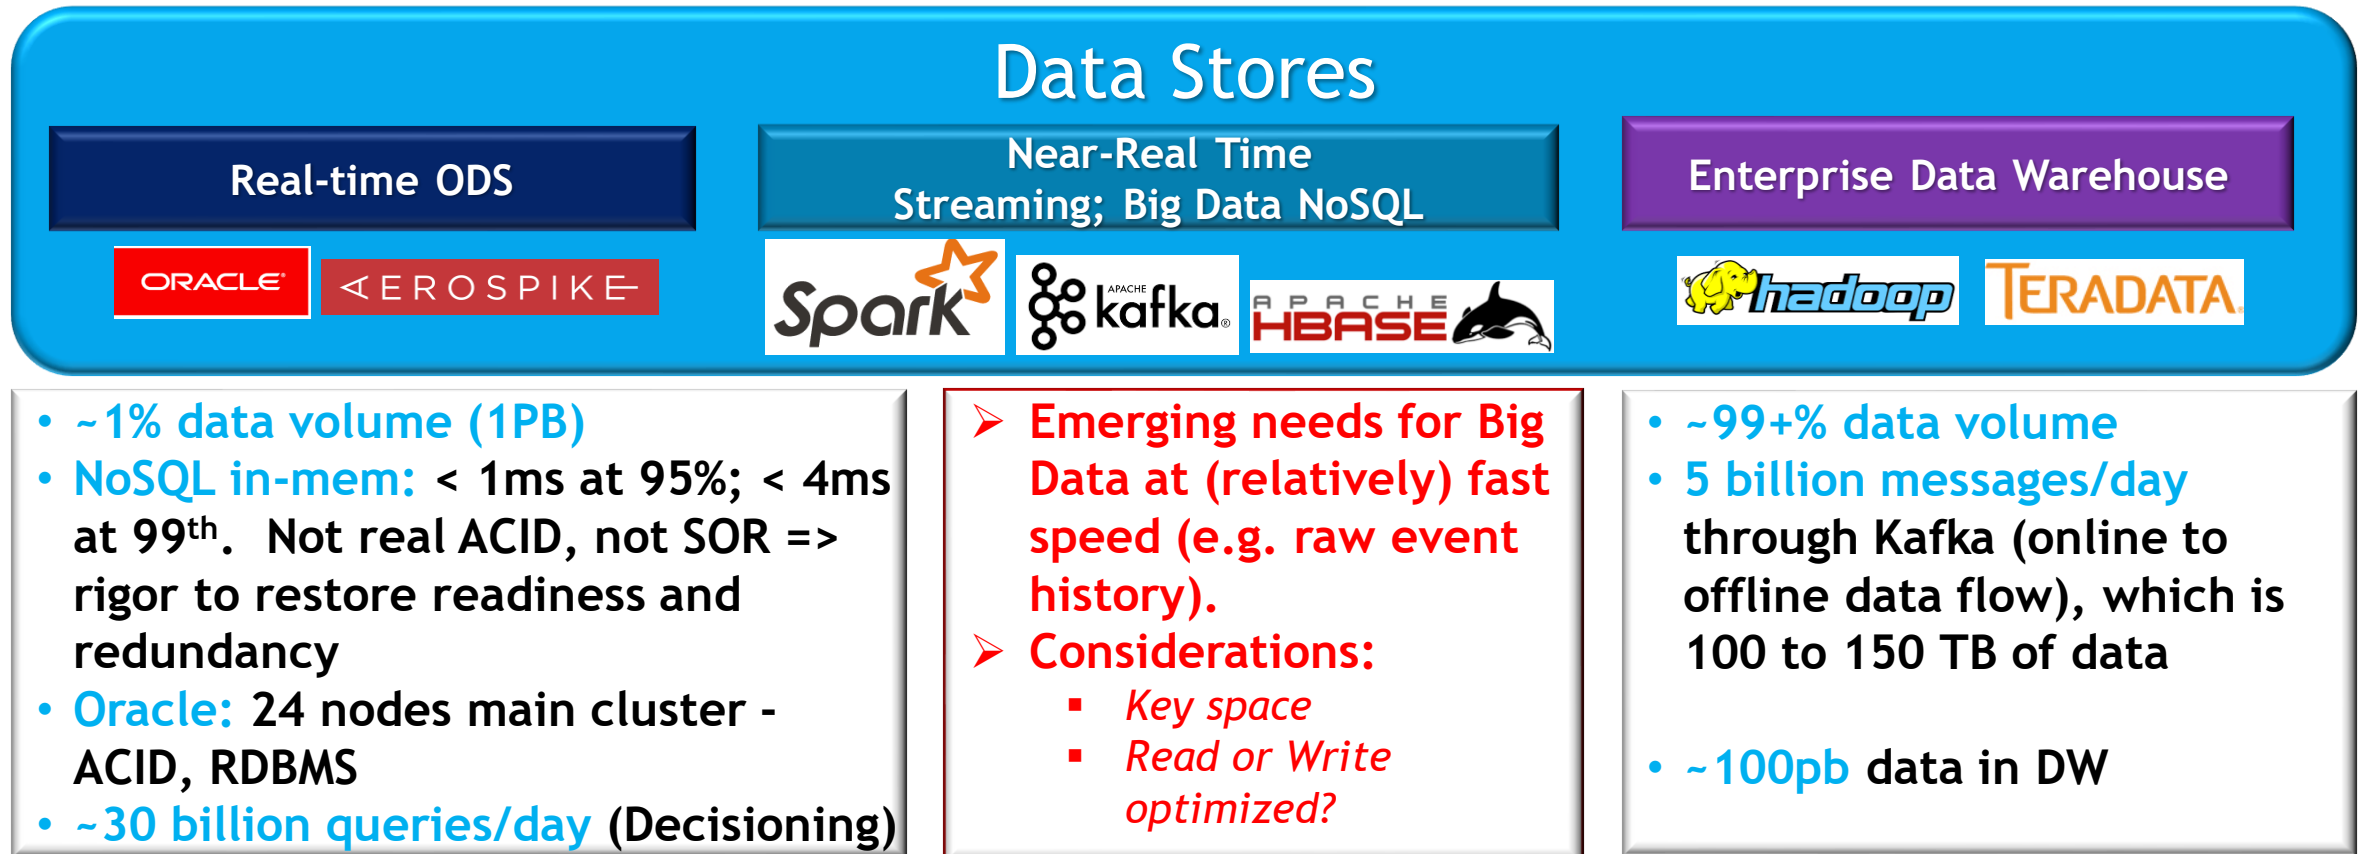 Data Stores
Real-time ODS
Near-Real Time
Streaming; Big Data NoSQL
Enterprise Data Warehouse
ORACLE®
AEROSPIKE
Spark
APACHE
kafka®
APACHE
HBASE
hadoop
TERADATA®
• ~1% data volume (1PB)
• NoSQL in-mem: < 1ms at 95%; < 4ms
at 99th. Not real ACID, not SOR =>
rigor to restore readiness and
redundancy
• Oracle: 24 nodes main cluster -
ACID, RDBMS
• ~30 billion queries/day (Decisioning)
➢ Emerging needs for Big
Data at (relatively) fast
speed (e.g. raw event
history).
➢ Considerations:
▪ Key space
▪ Read or Write
optimized?
• ~99+% data volume
• 5 billion messages/day
through Kafka (online to
offline data flow), which is
100 to 150 TB of data
• ~100pb data in DW